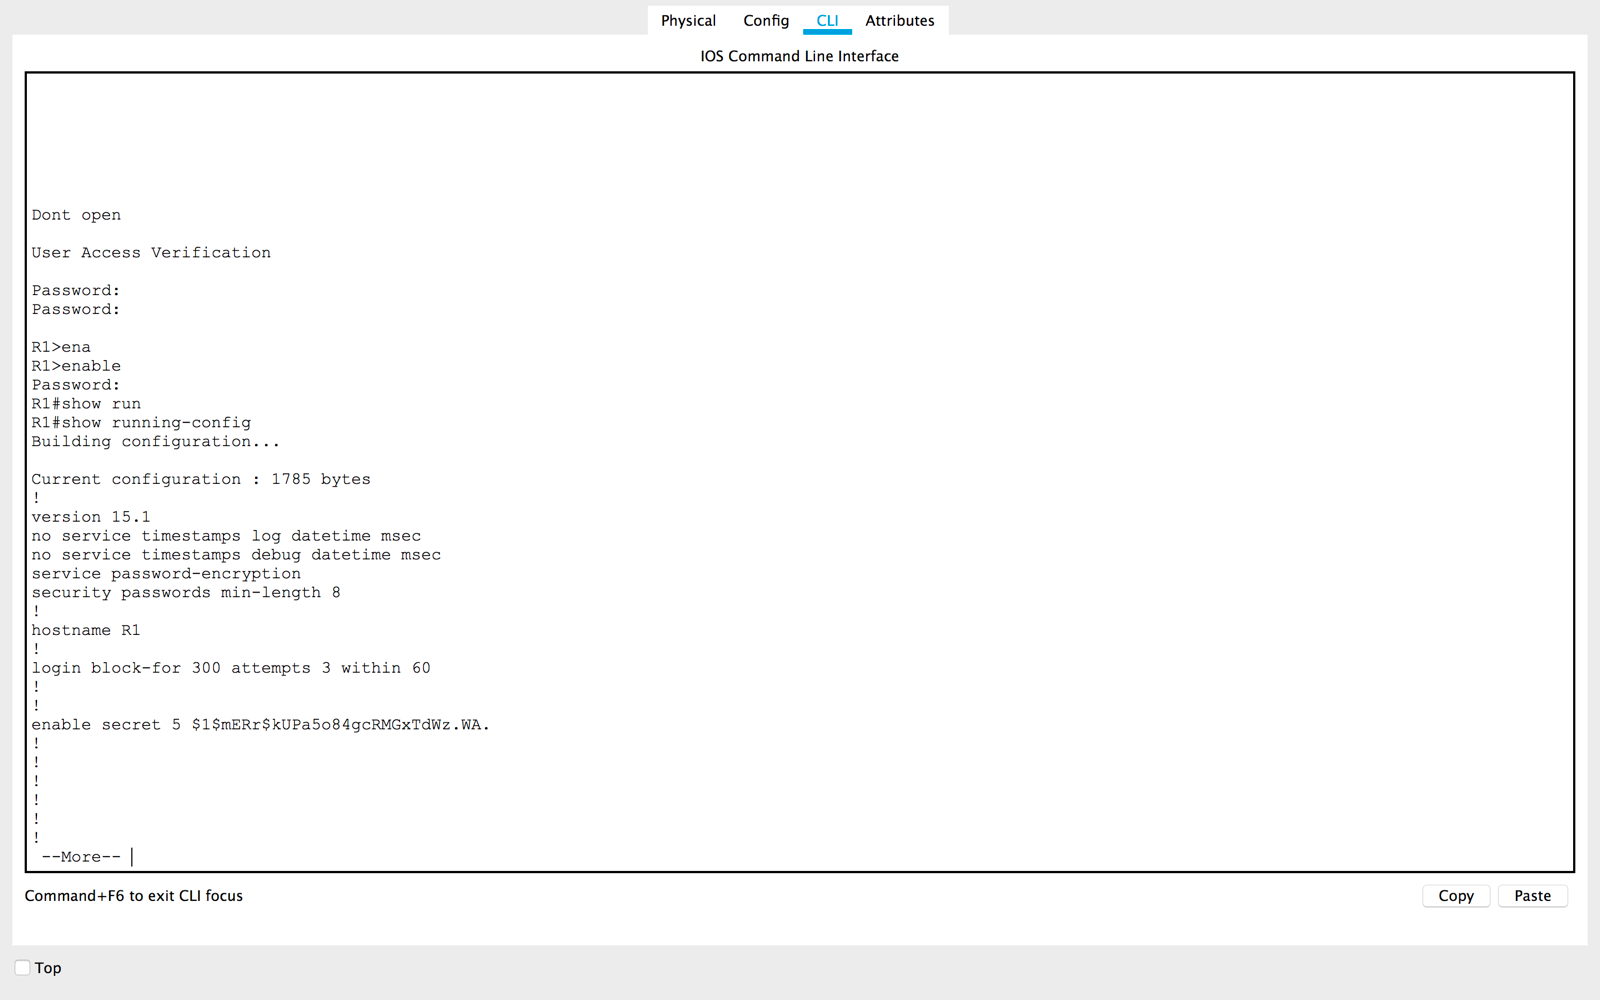 Physical Config CLI Attributes
IOS Command Line Interface
Dont open
User Access Verification
Password:
Password:
R1>ena
R1>enable
Password:
R1#show run
R1#show running-config
Building configuration...
Current configuration : 1785 bytes
!
version 15.1
no service timestamps log datetime msec
no service timestamps debug datetime msec
service password-encryption
security passwords min-length 8
!
hostname R1
!
login block-for 300 attempts 3 within 60
!
!
enable secret 5 $1$mERr$kUPa5o84gcRMGxTdWz.WA.
!
!
!
!
!
!
--More--
Command+F6 to exit CLI focus
Copy Paste
Top